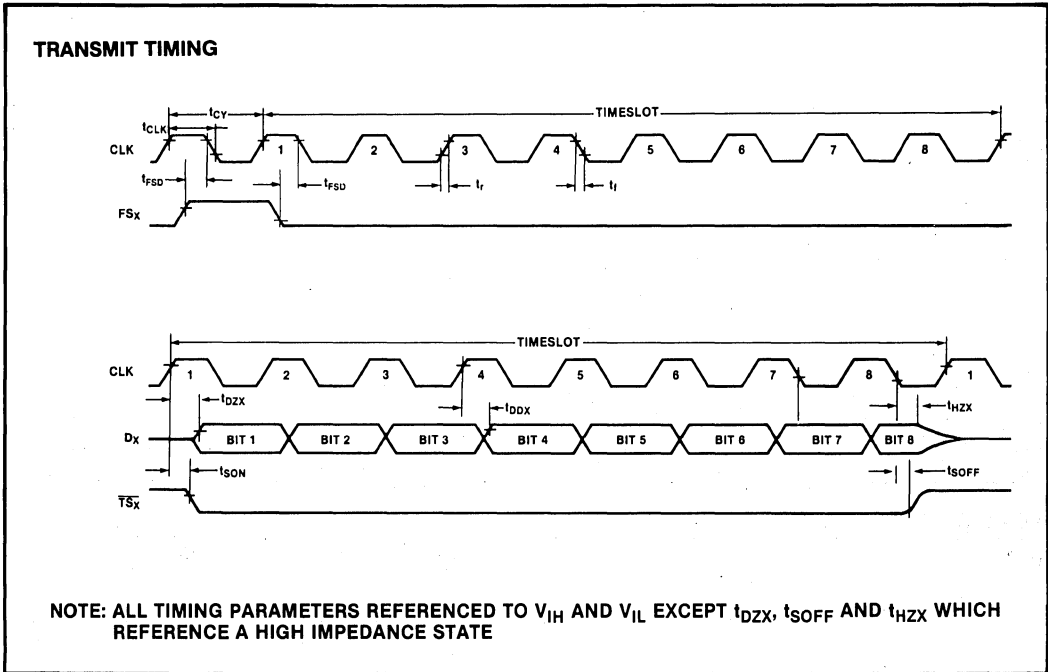 TRANSMIT TIMING
tCY
TIMESLOT
tCLK
CLK
1 2 3 4 5 6 7 8
tFSD
tFSD
tr
tf
FSX
TIMESLOT
CLK
1 2 3 4 5 6 7 8 1
tDZX
tDDX
tHZX
DX
BIT 1 BIT 2 BIT 3 BIT 4 BIT 5 BIT 6 BIT 7 BIT 8
tSON
tSOFF
TSX
NOTE: ALL TIMING PARAMETERS REFERENCED TO VIH AND VIL EXCEPT tDZX, tSOFF AND tHZX WHICH
REFERENCE A HIGH IMPEDANCE STATE